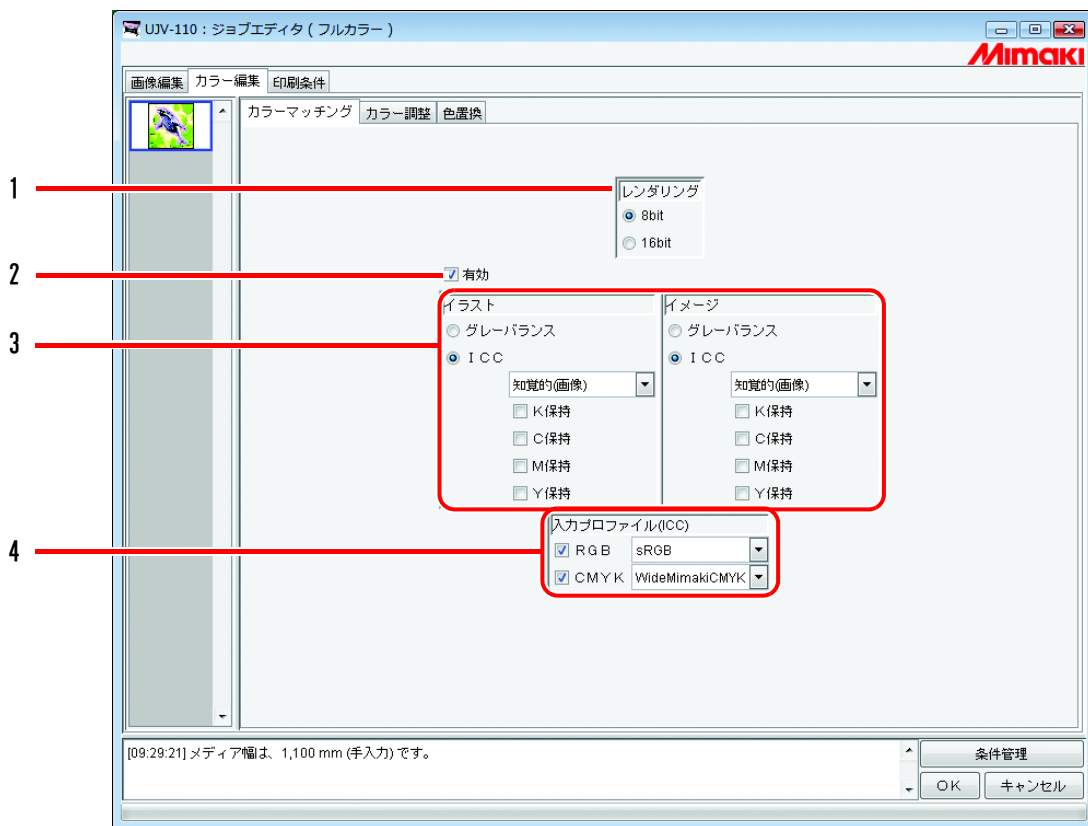 UJV-110：ジョブエディタ ( フルカラー )
Mimaki
画像編集 カラー編集 印刷条件
カラーマッチング カラー調整 色置換
1
レンダリング
8bit
16bit
2
有効
3
イラスト イメージ
グレーバランス グレーバランス
ＩＣＣ ＩＣＣ
知覚的(画像) 知覚的(画像)
K保持 K保持
C保持 C保持
M保持 M保持
Y保持 Y保持
4
入力プロファイル(ICC)
ＲＧＢ sRGB
ＣＭＹＫ WideMimakiCMYK
[09:29:21] メディア幅は、1,100 mm (手入力) です。
条件管理
ＯＫ キャンセル